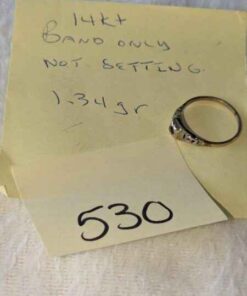 14kt
BAND ONLY
NOT SETTING.
1.34gr
530